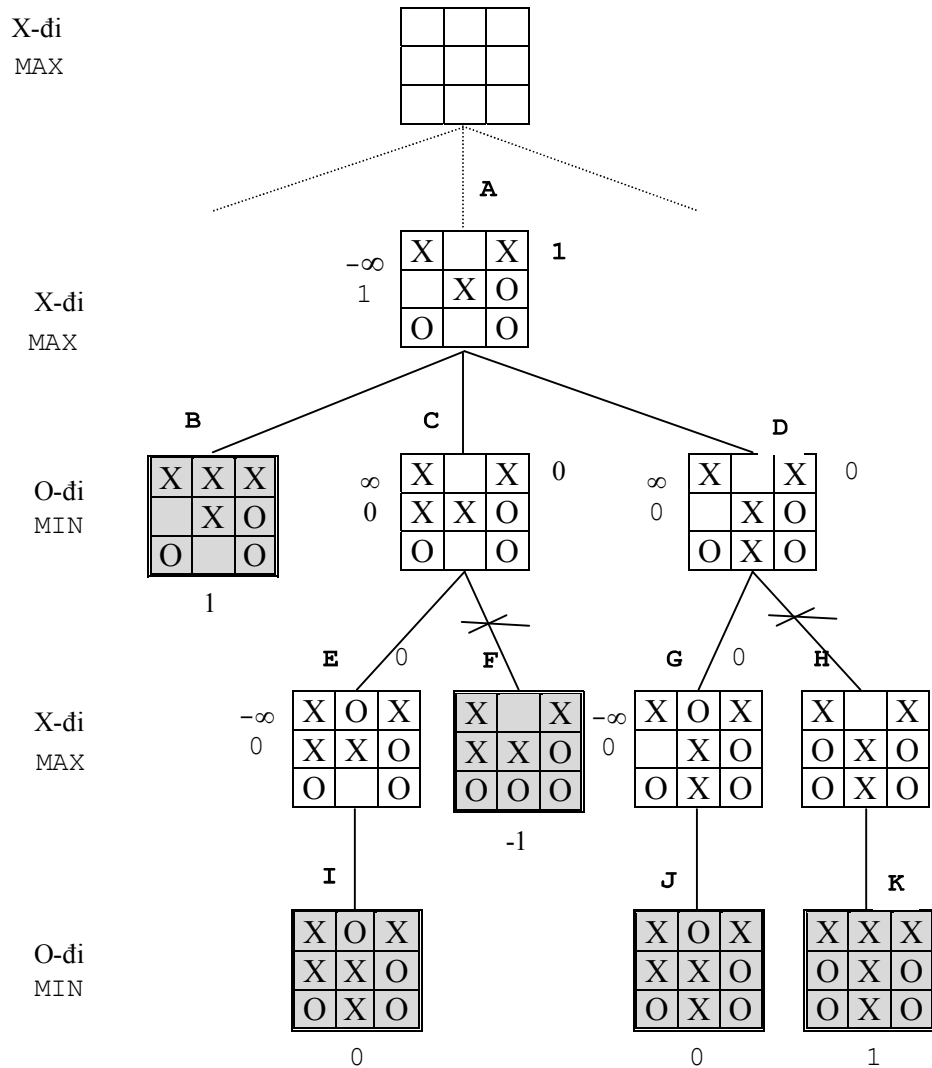 X-đi
MAX
A
X X 1
-∞
X O
1
O O
X-đi
MAX
B C D
X X X
X O
O O
1
X X 0
∞
X X O
0
O O
X X 0
∞
X O
0
O X O
O-đi
MIN
E 0 F G 0 H
X O X
-∞
X X O
0
O O
X X
X X O
O O O
-1
X O X
-∞
X O
0
O X O
X X
O X O
O X O
X-đi
MAX
I J K
X O X
X X O
O X O
0
X O X
X X O
O X O
0
X X X
O X O
O X O
1
O-đi
MIN